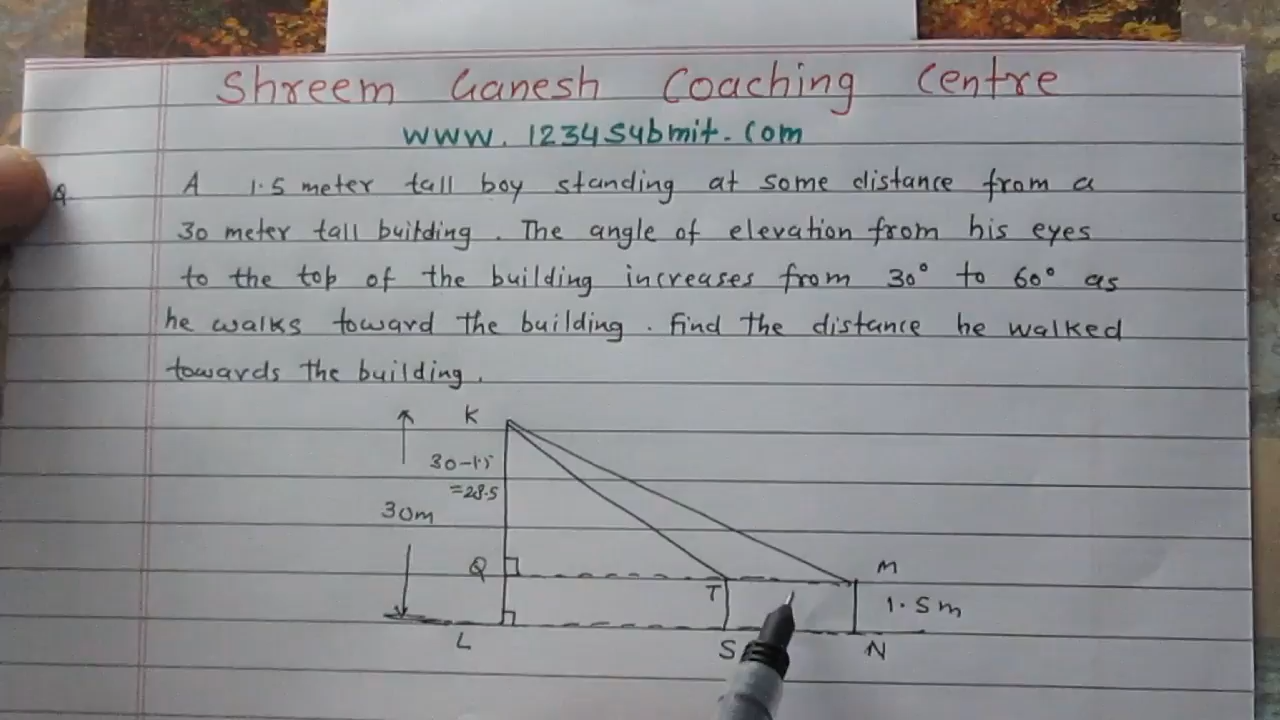 Shreem Ganesh Coaching Centre
www.1234submit.com
Q. A 1.5 meter tall boy standing at some distance from a
30 meter tall building. The angle of elevation from his eyes
to the top of the building increases from 30° to 60° as
he walks toward the building. Find the distance he walked
towards the building.
K
30-1.5
=28.5
30m
Q
M
T
1.5m
L
S
N